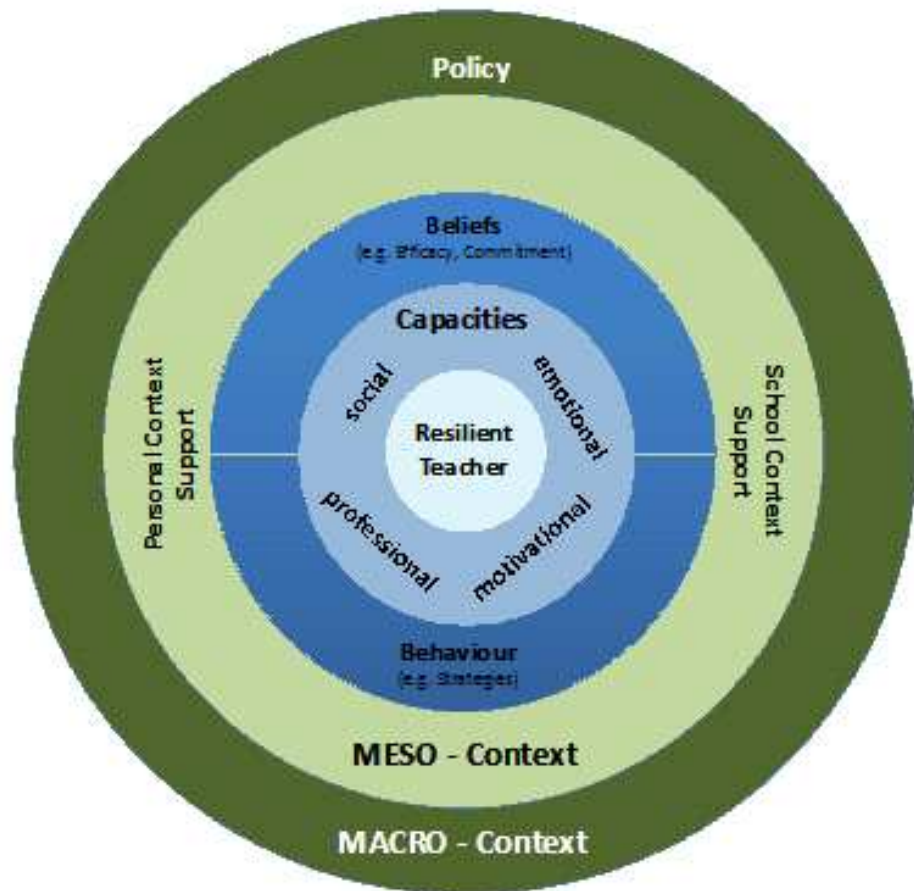 Policy
Beliefs
(e.g. Efficacy, Commitment)
Capacities
social
emotional
Resilient
Teacher
Personal Context
Support
School Context
Support
professional
motivational
Behaviour
(e.g. Strategies)
MESO - Context
MACRO - Context